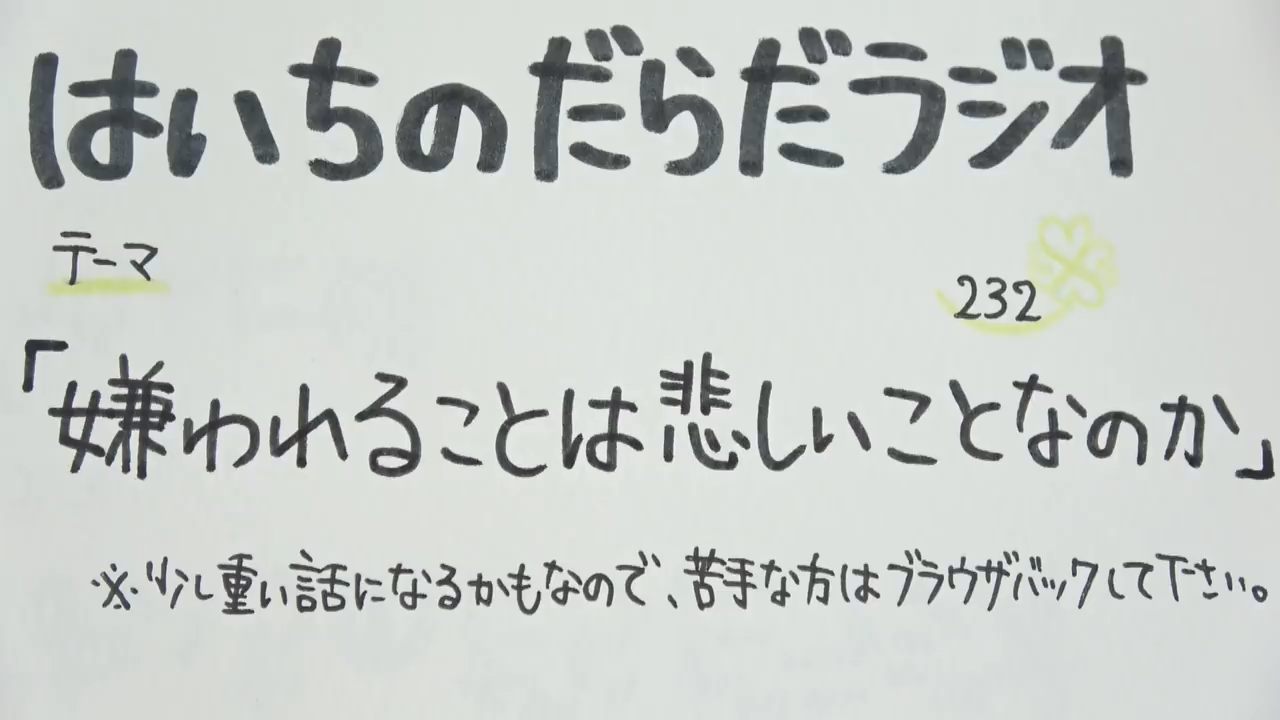 はいちのだらだラジオ
テーマ
232
「嫌われることは悲しいことなのか」
※少し重い話になるかもなので、苦手な方はブラウザバックして下さい。